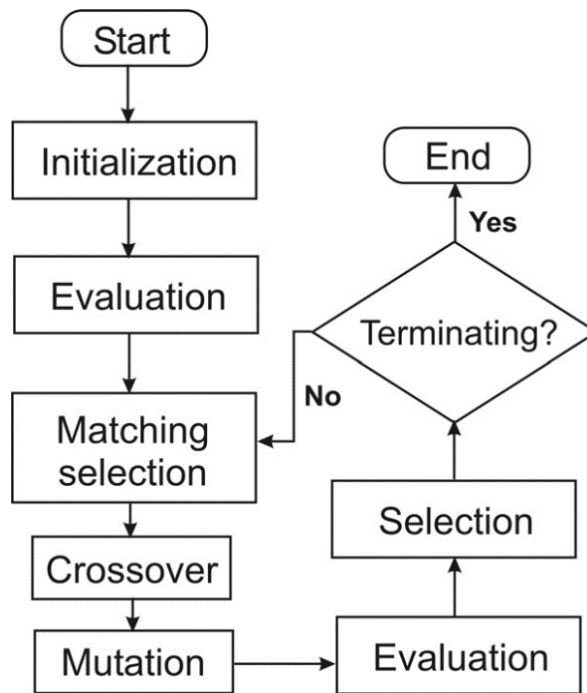 Start
Initialization
Evaluation
Matching
selection
Crossover
Mutation
Evaluation
Selection
Terminating?
No
Yes
End